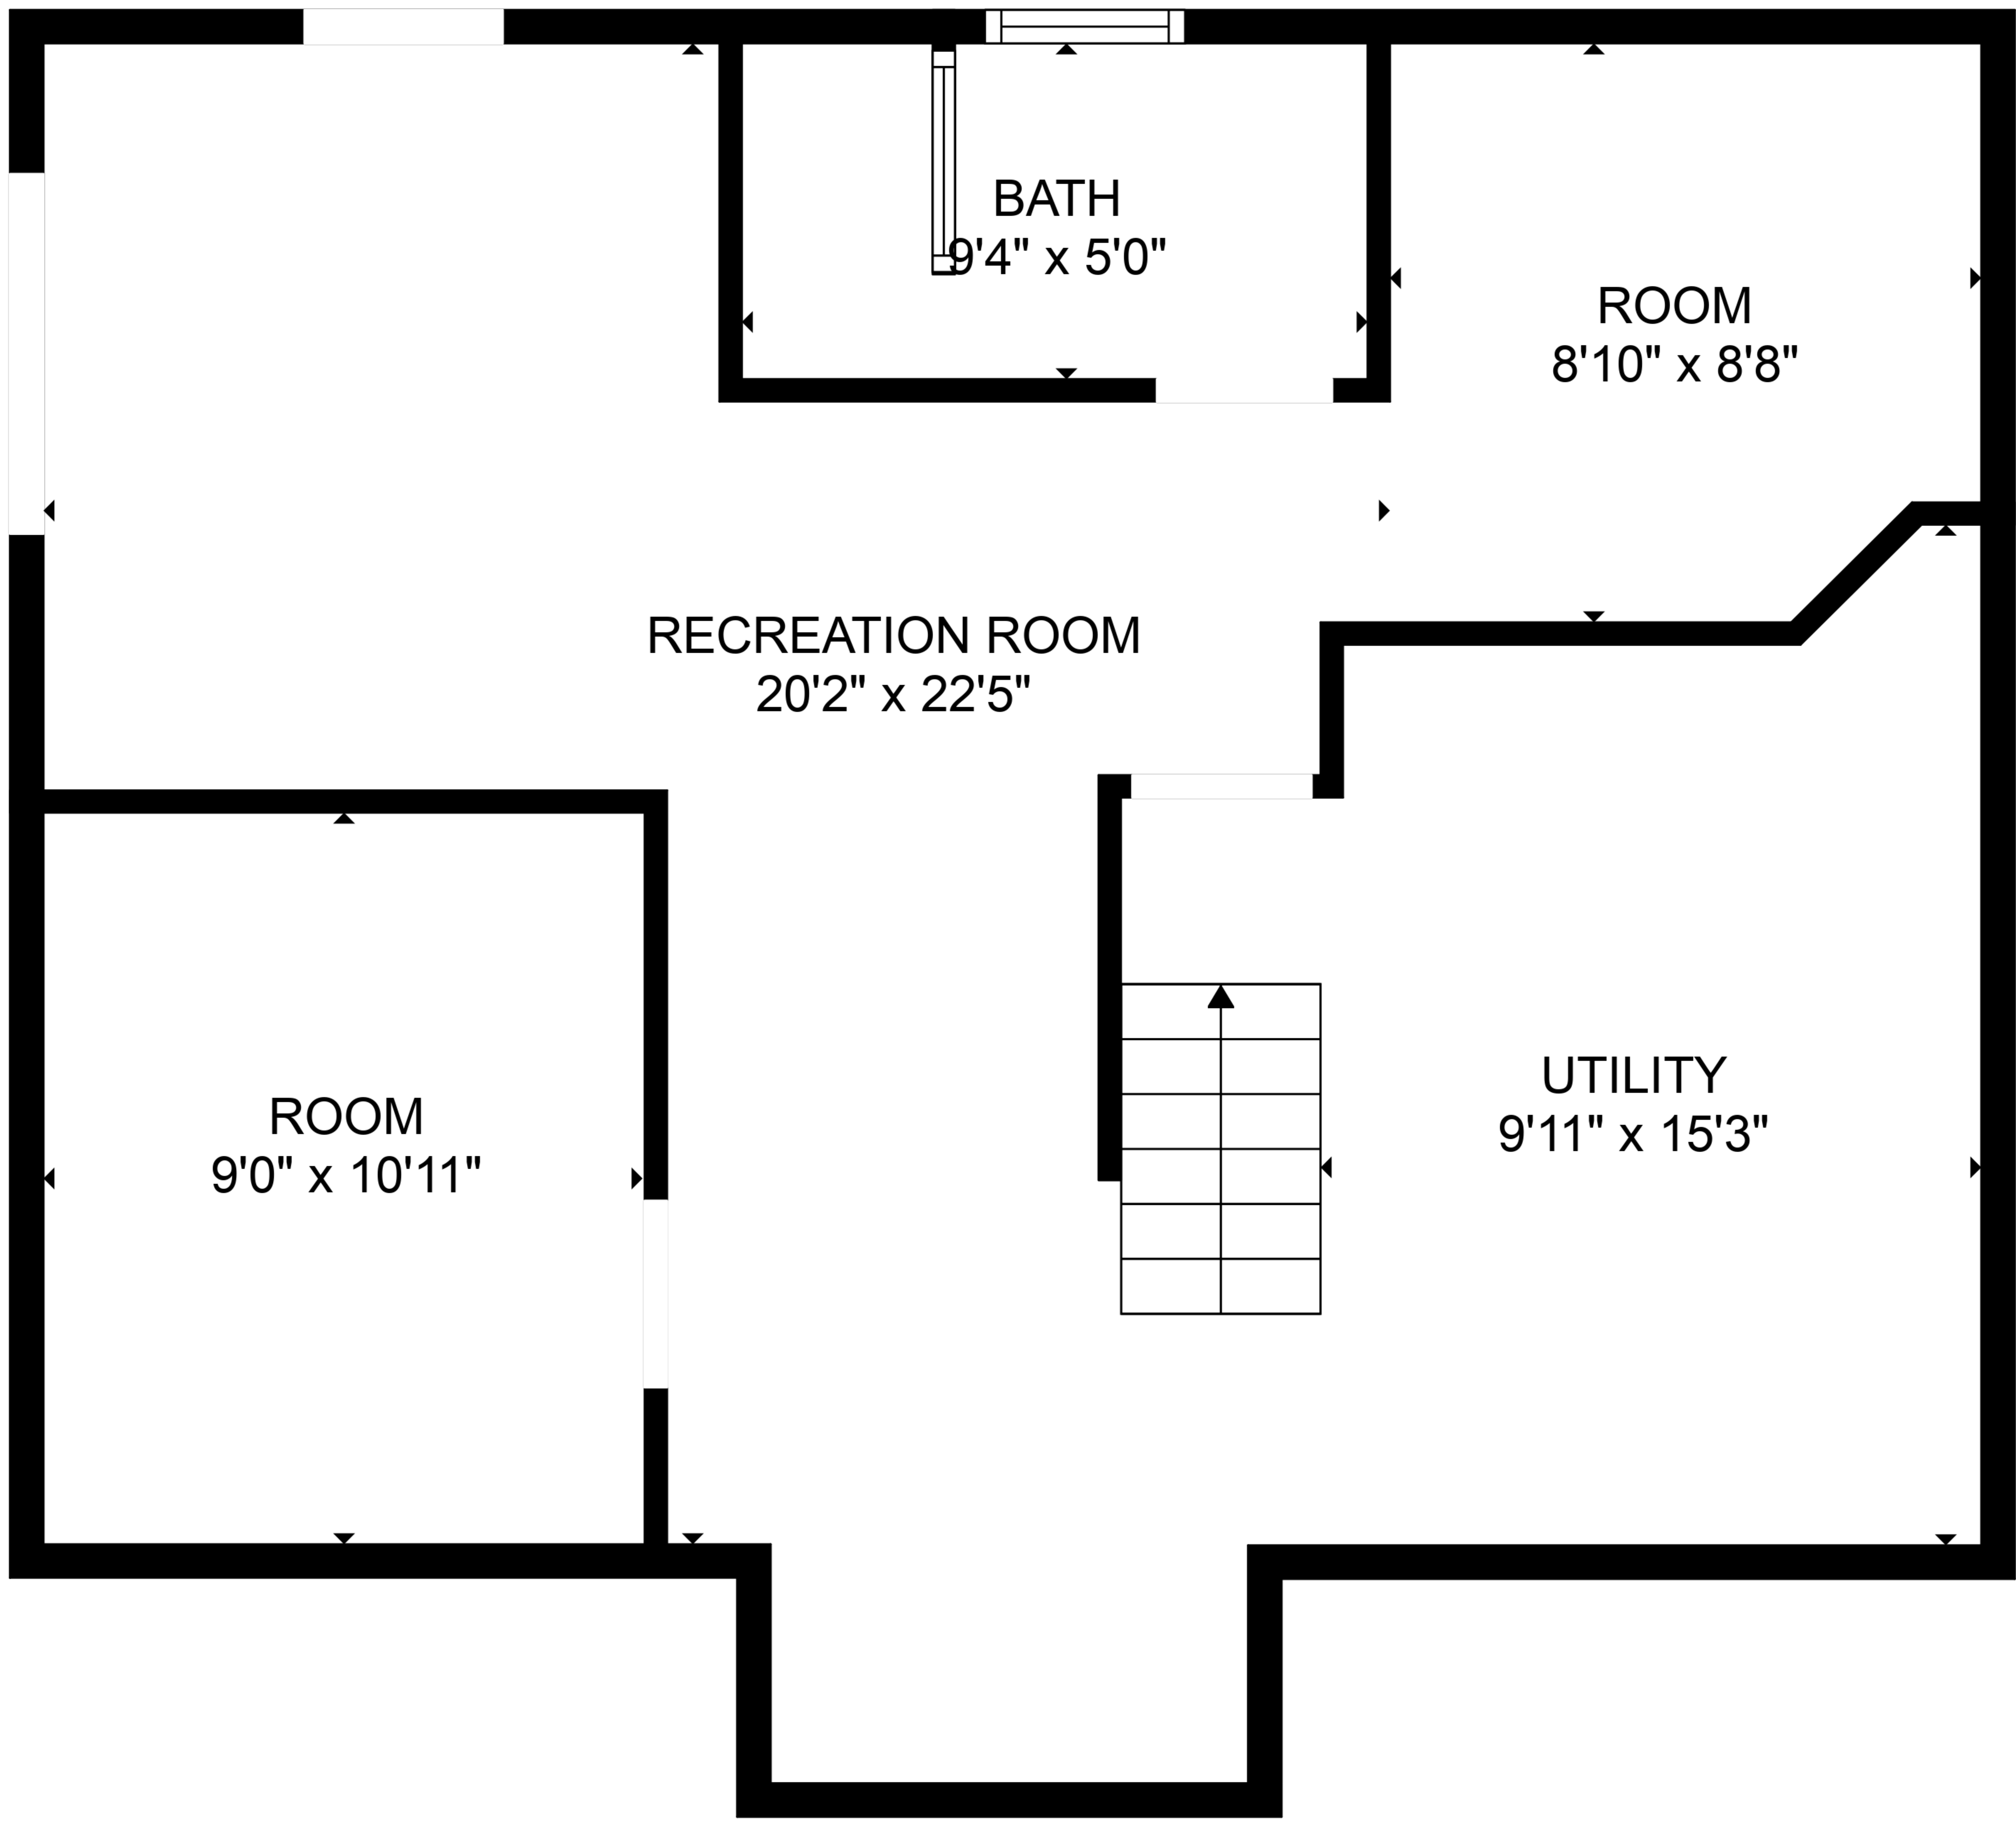 BATH
9'4" x 5'0"
ROOM
8'10" x 8'8"
RECREATION ROOM
20'2" x 22'5"
ROOM
9'0" x 10'11"
UTILITY
9'11" x 15'3"